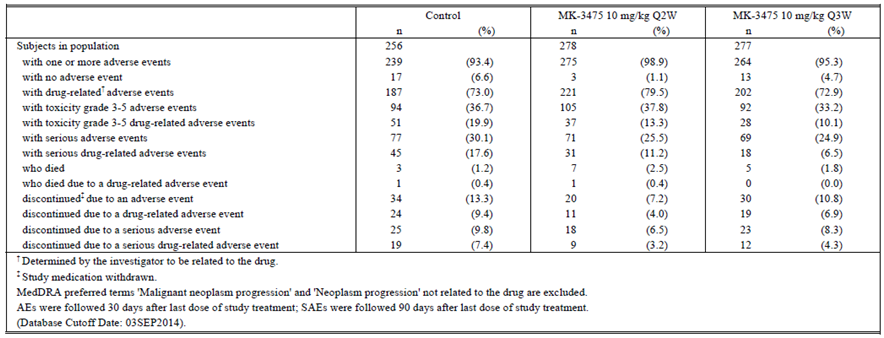 Control MK-3475 10 mg/kg Q2W MK-3475 10 mg/kg Q3W
n (%) n (%) n (%)
Subjects in population 256 278 277
with one or more adverse events 239 (93.4) 275 (98.9) 264 (95.3)
with no adverse event 17 (6.6) 3 (1.1) 13 (4.7)
with drug-related† adverse events 187 (73.0) 221 (79.5) 202 (72.9)
with toxicity grade 3-5 adverse events 94 (36.7) 105 (37.8) 92 (33.2)
with toxicity grade 3-5 drug-related adverse events 51 (19.9) 37 (13.3) 28 (10.1)
with serious adverse events 77 (30.1) 71 (25.5) 69 (24.9)
with serious drug-related adverse events 45 (17.6) 31 (11.2) 18 (6.5)
who died 3 (1.2) 7 (2.5) 5 (1.8)
who died due to a drug-related adverse event 1 (0.4) 1 (0.4) 0 (0.0)
discontinued‡ due to an adverse event 34 (13.3) 20 (7.2) 30 (10.8)
discontinued due to a drug-related adverse event 24 (9.4) 11 (4.0) 19 (6.9)
discontinued due to a serious adverse event 25 (9.8) 18 (6.5) 23 (8.3)
discontinued due to a serious drug-related adverse event 19 (7.4) 9 (3.2) 12 (4.3)
† Determined by the investigator to be related to the drug.
‡ Study medication withdrawn.
MedDRA preferred terms 'Malignant neoplasm progression' and 'Neoplasm progression' not related to the drug are excluded.
AEs were followed 30 days after last dose of study treatment; SAEs were followed 90 days after last dose of study treatment.
(Database Cutoff Date: 03SEP2014).